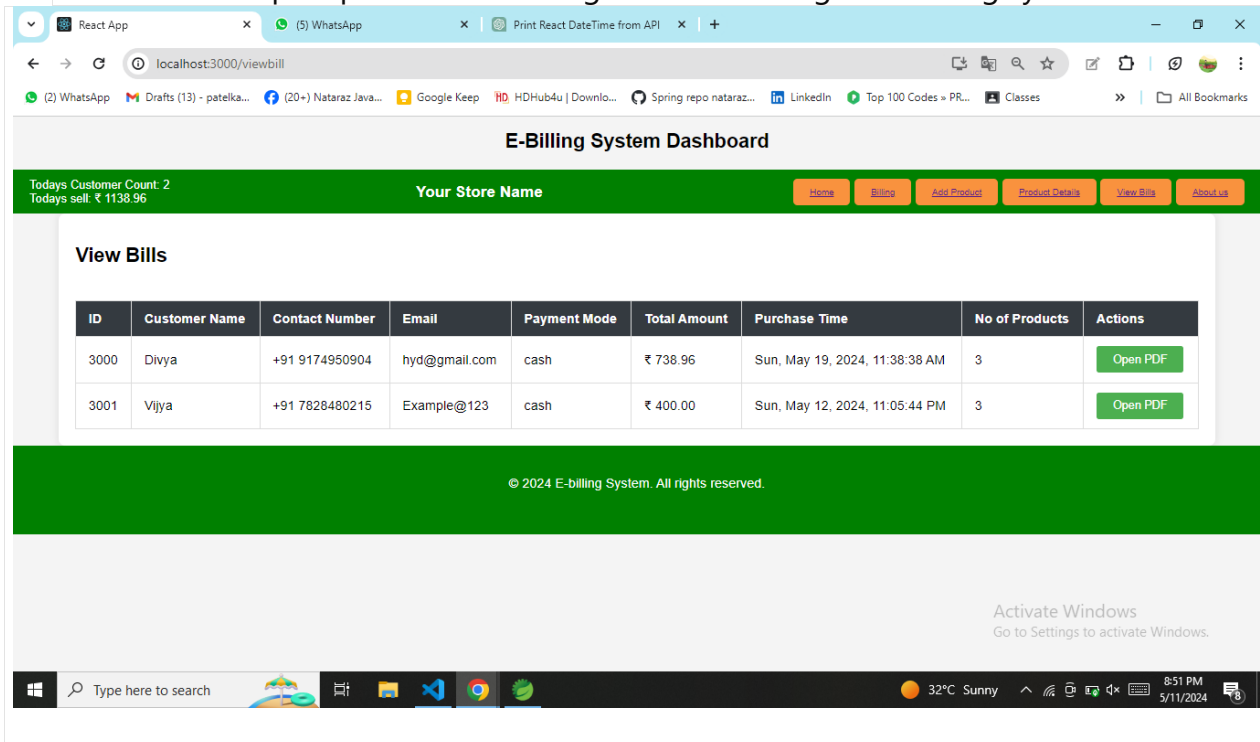 React App
(5) WhatsApp
Print React DateTime from API
localhost:3000/viewbill
(2) WhatsApp
Drafts (13) - patelka...
(20+) Nataraz Java...
Google Keep
HDHub4u | Downlo...
Spring repo nataraz...
LinkedIn
Top 100 Codes » PR...
Classes
All Bookmarks
E-Billing System Dashboard
Todays Customer Count: 2
Todays sell: ₹ 1138.96
Your Store Name
Home
Billing
Add Product
Product Details
View Bills
About us
View Bills
ID Customer Name Contact Number Email Payment Mode Total Amount Purchase Time No of Products Actions
3000 Divya +91 9174950904 hyd@gmail.com cash ₹ 738.96 Sun, May 19, 2024, 11:38:38 AM 3 Open PDF
3001 Vijya +91 7828480215 Example@123 cash ₹ 400.00 Sun, May 12, 2024, 11:05:44 PM 3 Open PDF
© 2024 E-billing System. All rights reserved.
Activate Windows
Go to Settings to activate Windows.
Type here to search
32°C Sunny
8:51 PM
5/11/2024
8